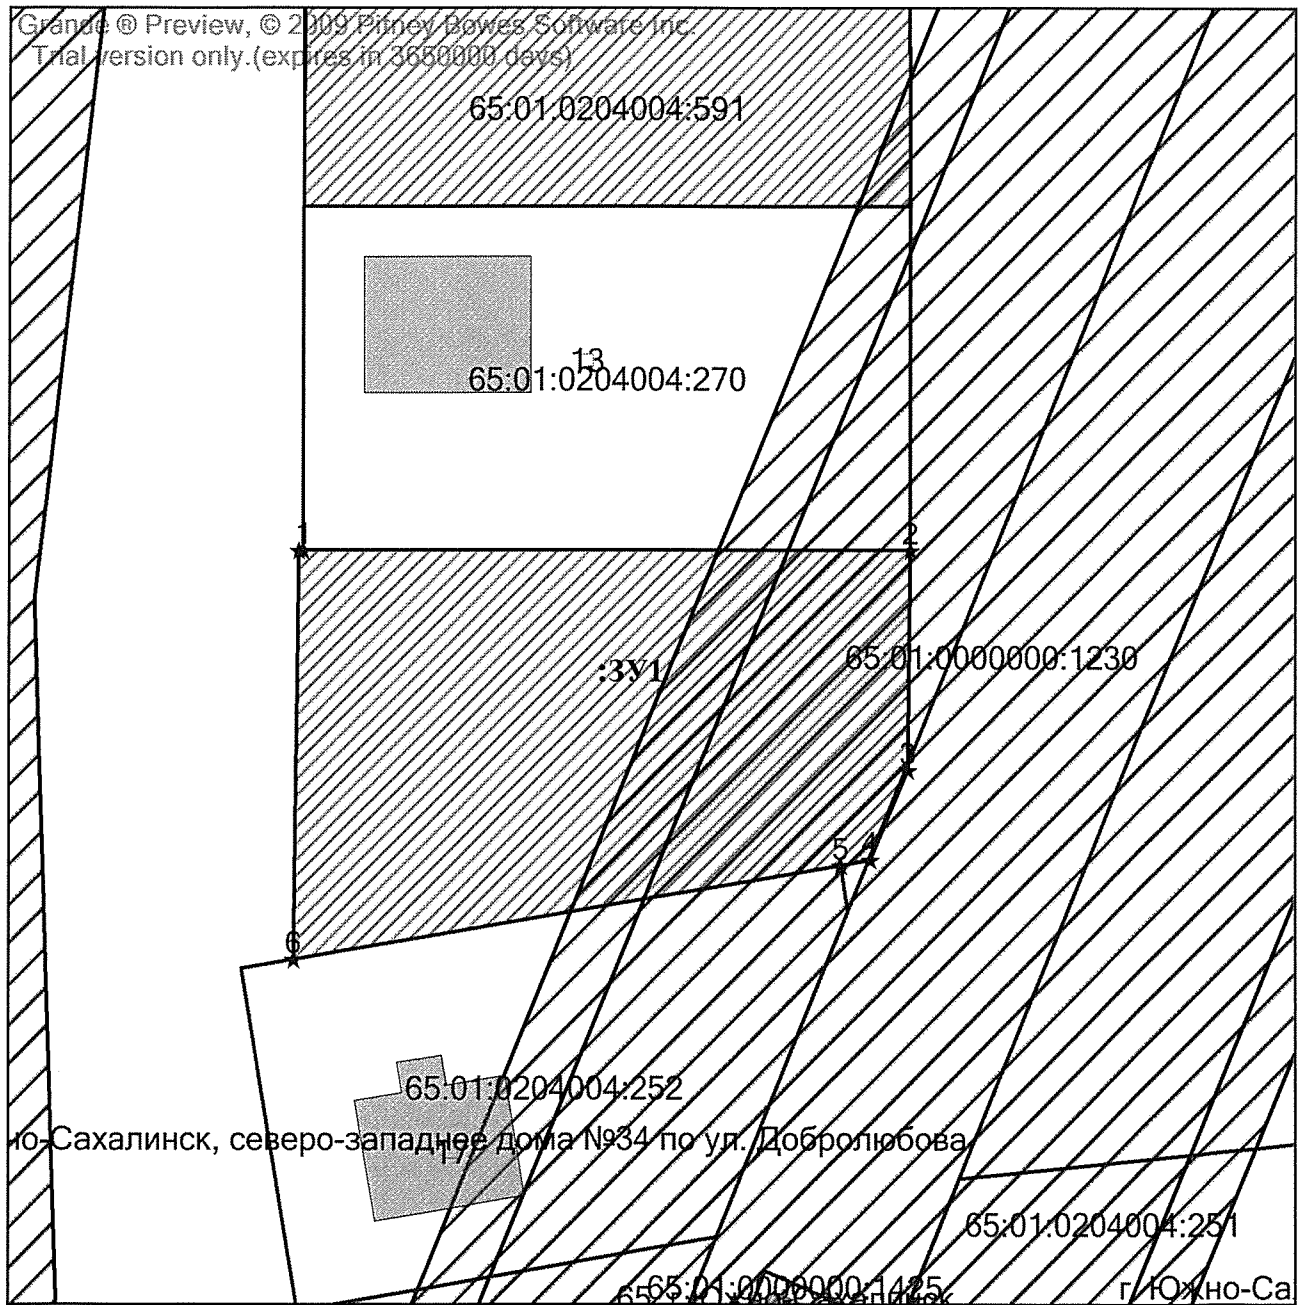 Grande ® Preview, © 2009 Pitney Bowes Software Inc.
Trial version only.(expires in 3650000 days)
65:01:0204004:591
13
65:01:0204004:270
1
2
:ЗУ1
65:01:0000000:1230
3
5
4
6
65:01:0204004:252
но-Сахалинск, северо-западнее дома №34 по ул. Добролюбова
17
65:01:0204004:251
65:01:0000000:1425
г. Южно-Са